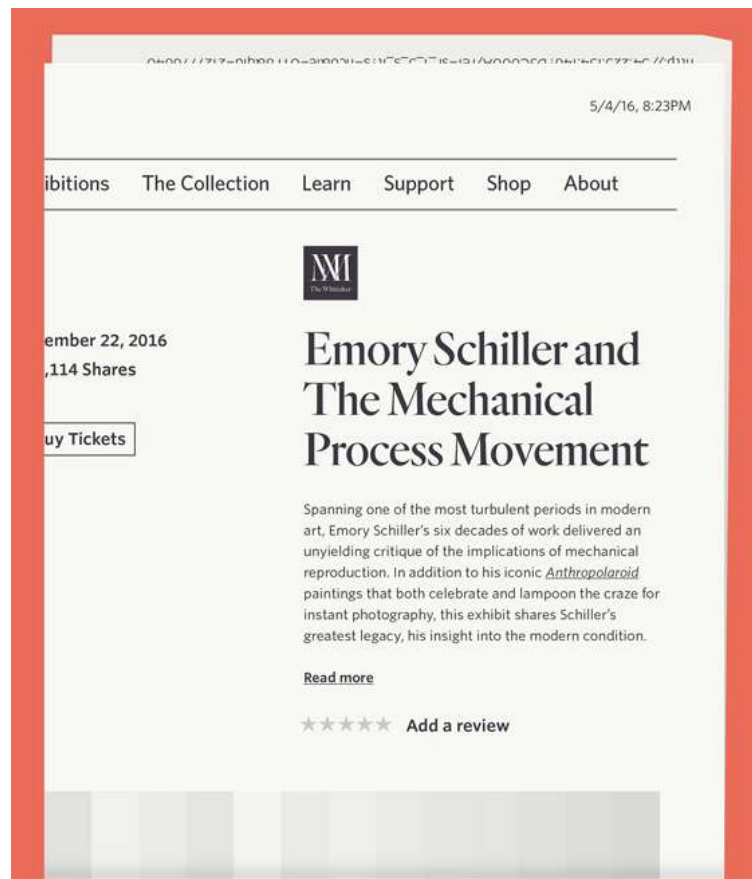 5/4/16, 8:23PM
ibitions The Collection Learn Support Shop About
The Whittaker
ember 22, 2016
,114 Shares
uy Tickets
Emory Schiller and
The Mechanical
Process Movement
Spanning one of the most turbulent periods in modern
art, Emory Schiller's six decades of work delivered an
unyielding critique of the implications of mechanical
reproduction. In addition to his iconic Anthropolaroid
paintings that both celebrate and lampoon the craze for
instant photography, this exhibit shares Schiller's
greatest legacy, his insight into the modern condition.
Read more
Add a review